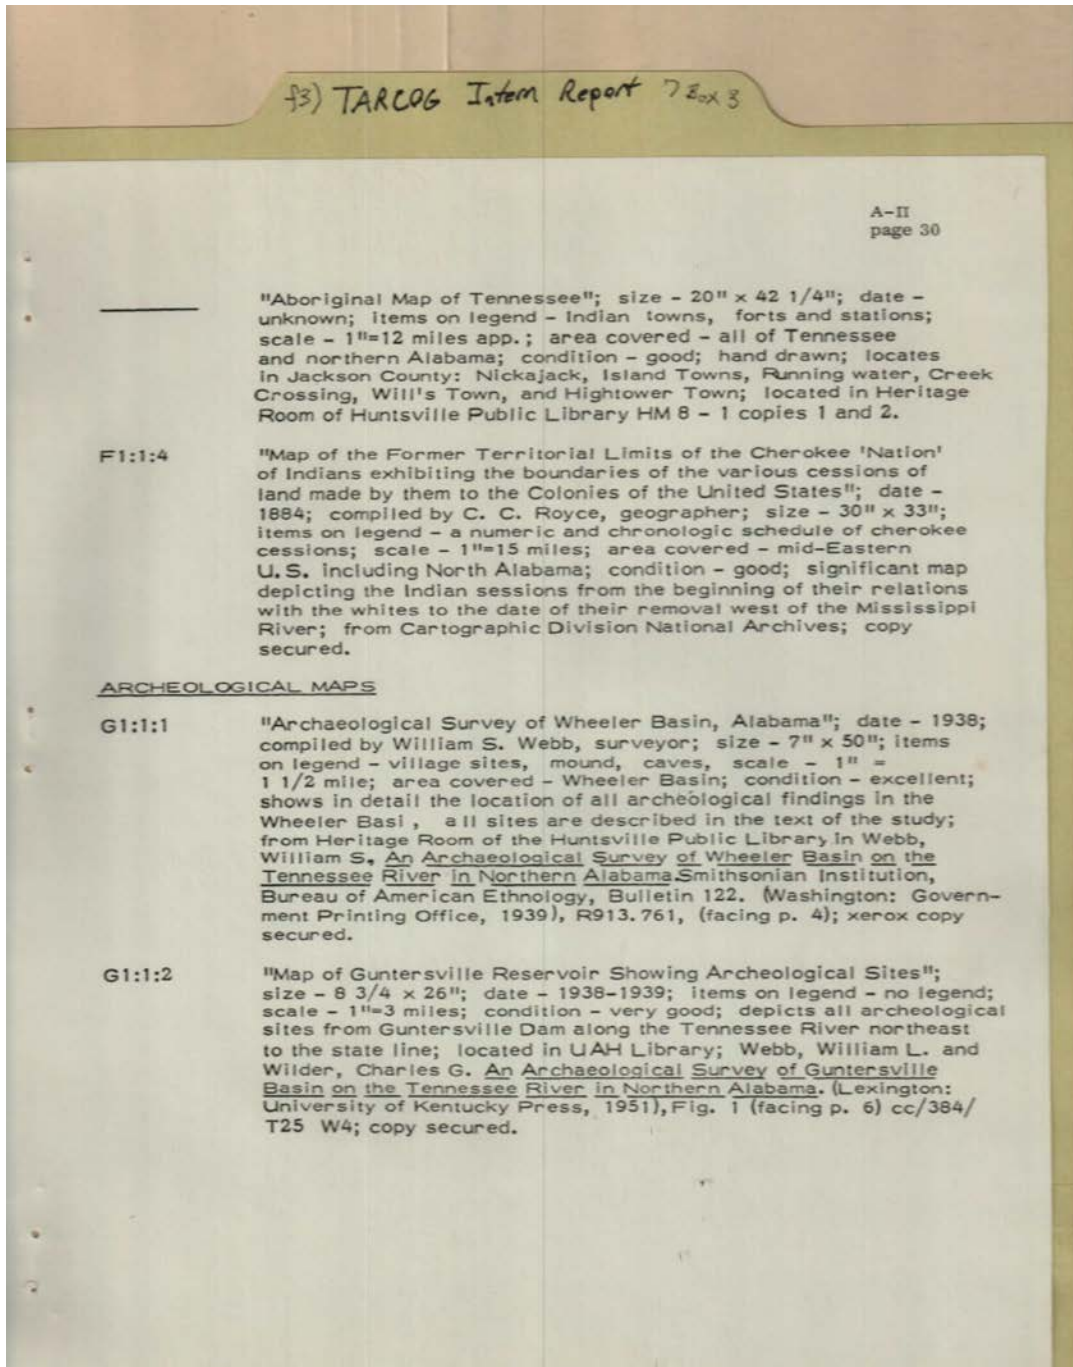 f3) TARCOG Intern Report 7 Box 3
A-II
page 30
"Aboriginal Map of Tennessee"; size - 20" x 42 1/4"; date -
unknown; items on legend - Indian towns, forts and stations;
scale - 1"=12 miles app.; area covered - all of Tennessee
and northern Alabama; condition - good; hand drawn; locates
in Jackson County: Nickajack, Island Towns, Running water, Creek
Crossing, Will's Town, and Hightower Town; located in Heritage
Room of Huntsville Public Library HM 8 - 1 copies 1 and 2.
F1:1:4 "Map of the Former Territorial Limits of the Cherokee 'Nation'
of Indians exhibiting the boundaries of the various cessions of
land made by them to the Colonies of the United States"; date -
1884; compiled by C. C. Royce, geographer; size - 30" x 33";
items on legend - a numeric and chronologic schedule of cherokee
cessions; scale - 1"=15 miles; area covered - mid-Eastern
U.S. including North Alabama; condition - good; significant map
depicting the Indian sessions from the beginning of their relations
with the whites to the date of their removal west of the Mississippi
River; from Cartographic Division National Archives; copy
secured.
ARCHEOLOGICAL MAPS
G1:1:1 "Archaeological Survey of Wheeler Basin, Alabama"; date - 1938;
compiled by William S. Webb, surveyor; size - 7" x 50"; items
on legend - village sites, mound, caves, scale - 1" =
1 1/2 mile; area covered - Wheeler Basin; condition - excellent;
shows in detail the location of all archeological findings in the
Wheeler Basi , all sites are described in the text of the study;
from Heritage Room of the Huntsville Public Library in Webb,
William S. An Archaeological Survey of Wheeler Basin on the
Tennessee River in Northern Alabama.Smithsonian Institution,
Bureau of American Ethnology, Bulletin 122. (Washington: Govern-
ment Printing Office, 1939), R913.761, (facing p. 4); xerox copy
secured.
G1:1:2 "Map of Guntersville Reservoir Showing Archeological Sites";
size - 8 3/4 x 26"; date - 1938-1939; items on legend - no legend;
scale - 1"=3 miles; condition - very good; depicts all archeological
sites from Guntersville Dam along the Tennessee River northeast
to the state line; located in UAH Library; Webb, William L. and
Wilder, Charles G. An Archaeological Survey of Guntersville
Basin on the Tennessee River in Northern Alabama. (Lexington:
University of Kentucky Press, 1951), Fig. 1 (facing p. 6) cc/384/
T25 W4; copy secured.